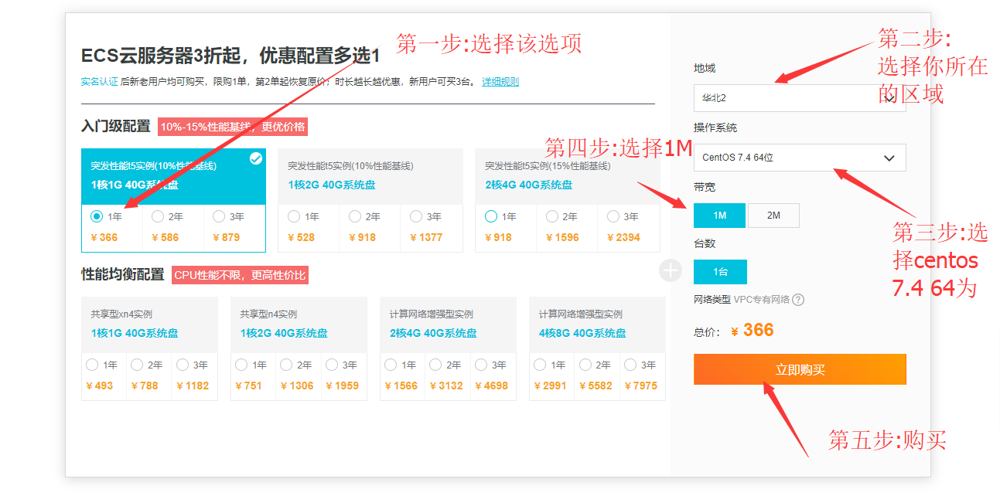 第一步:选择该选项
ECS云服务器3折起，优惠配置多选1
实名认证 后新老用户均可购买，限购1单，第2单起恢复原价；时长越长越优惠，新用户可买3台。 详细规则
入门级配置 10%-15%性能基线，更优价格
突发性能t5实例(10%性能基线)
1核1G 40G系统盘
1年 2年 3年
¥ 366 ¥ 586 ¥ 879
突发性能t5实例(10%性能基线)
1核2G 40G系统盘
1年 2年 3年
¥ 528 ¥ 918 ¥ 1377
突发性能t5实例(15%性能基线)
2核4G 40G系统盘
1年 2年 3年
¥ 918 ¥ 1596 ¥ 2394
性能均衡配置 CPU性能不限，更高性价比
共享型xn4实例
1核1G 40G系统盘
1年 2年 3年
¥ 493 ¥ 788 ¥ 1182
共享型n4实例
1核2G 40G系统盘
1年 2年 3年
¥ 751 ¥ 1306 ¥ 1959
计算网络增强型实例
2核4G 40G系统盘
1年 2年 3年
¥ 1566 ¥ 3132 ¥ 4698
计算网络增强型实例
4核8G 40G系统盘
1年 2年 3年
¥ 2991 ¥ 5582 ¥ 7975
第二步:
选择你所在
的区域
地域
华北2
操作系统
CentOS 7.4 64位
第四步:选择1M
带宽
1M 2M
第三步:选
择centos
7.4 64为
台数
1台
网络类型 VPC专有网络 ?
总价： ¥ 366
立即购买
第五步:购买